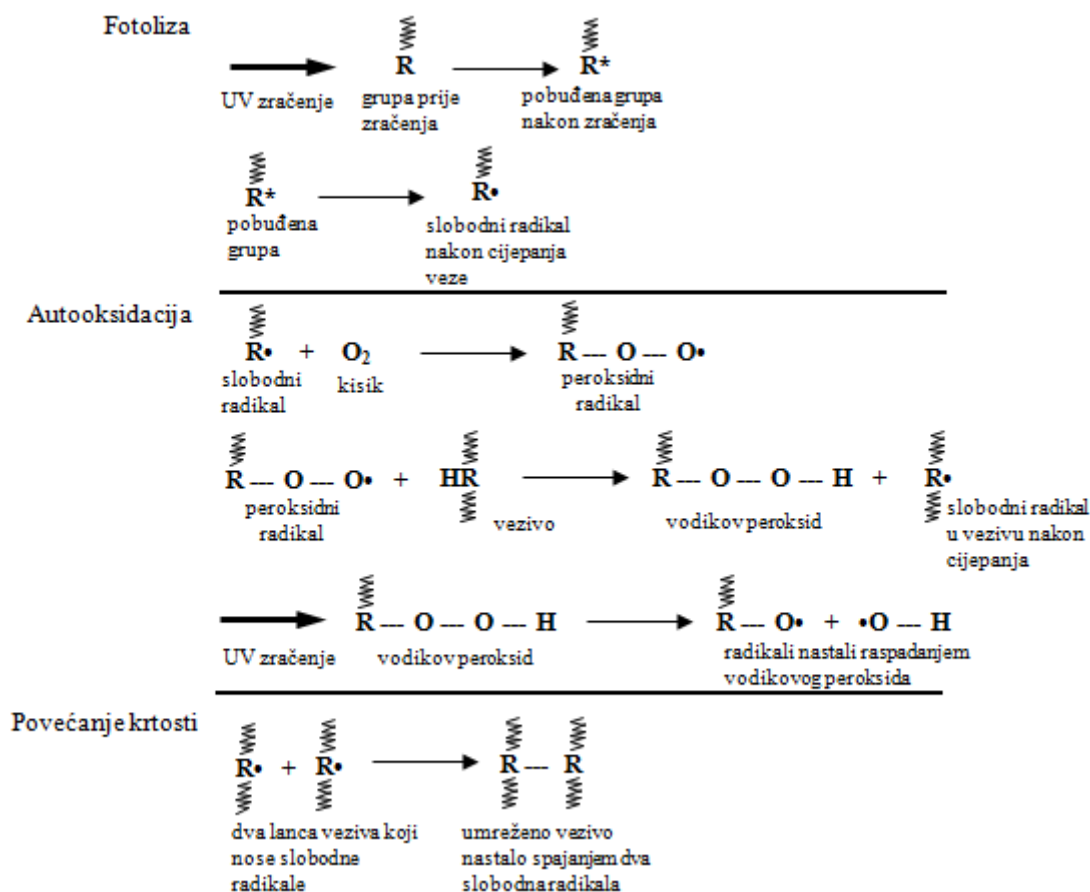 Fotoliza
R R*
UV zračenje
grupa prije
zračenja
pobuđena grupa
nakon zračenja
R* R•
pobuđena
grupa
slobodni radikal
nakon cijepanja
veze
Autooksidacija
R• + O₂ R --- O --- O•
slobodni
radikal
kisik
peroksidni
radikal
R --- O --- O• + HR R --- O --- O --- H + R•
peroksidni
radikal
vezivo
vodikov peroksid
slobodni radikal
u vezivu nakon
cijepanja
R --- O --- O --- H R --- O• + •O --- H
UV zračenje
vodikov peroksid
radikali nastali raspadanjem
vodikovog peroksida
Povećanje krtosti
R• + R• R --- R
dva lanca veziva koji
nose slobodne
radikale
umreženo vezivo
nastalo spajanjem dva
slobodna radikala